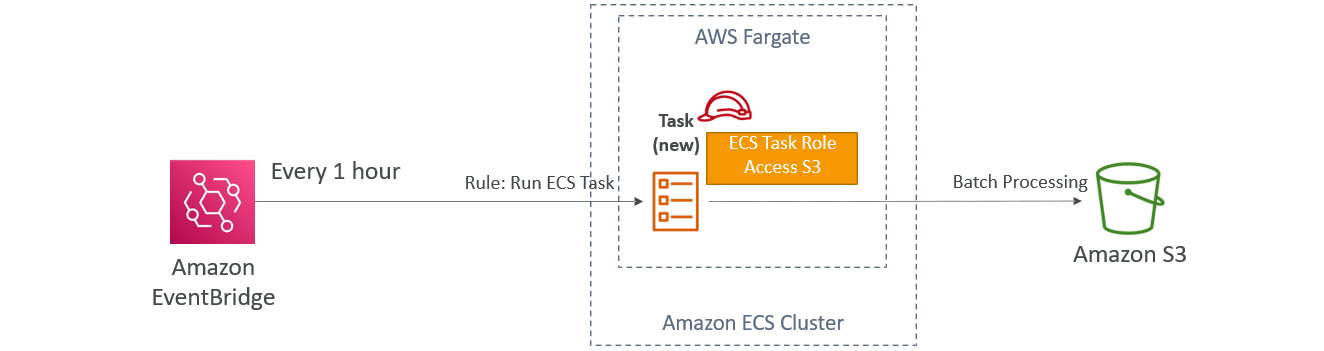 AWS Fargate
Task
(new)
ECS Task Role
Access S3
Every 1 hour
Rule: Run ECS Task
Batch Processing
Amazon
EventBridge
Amazon S3
Amazon ECS Cluster